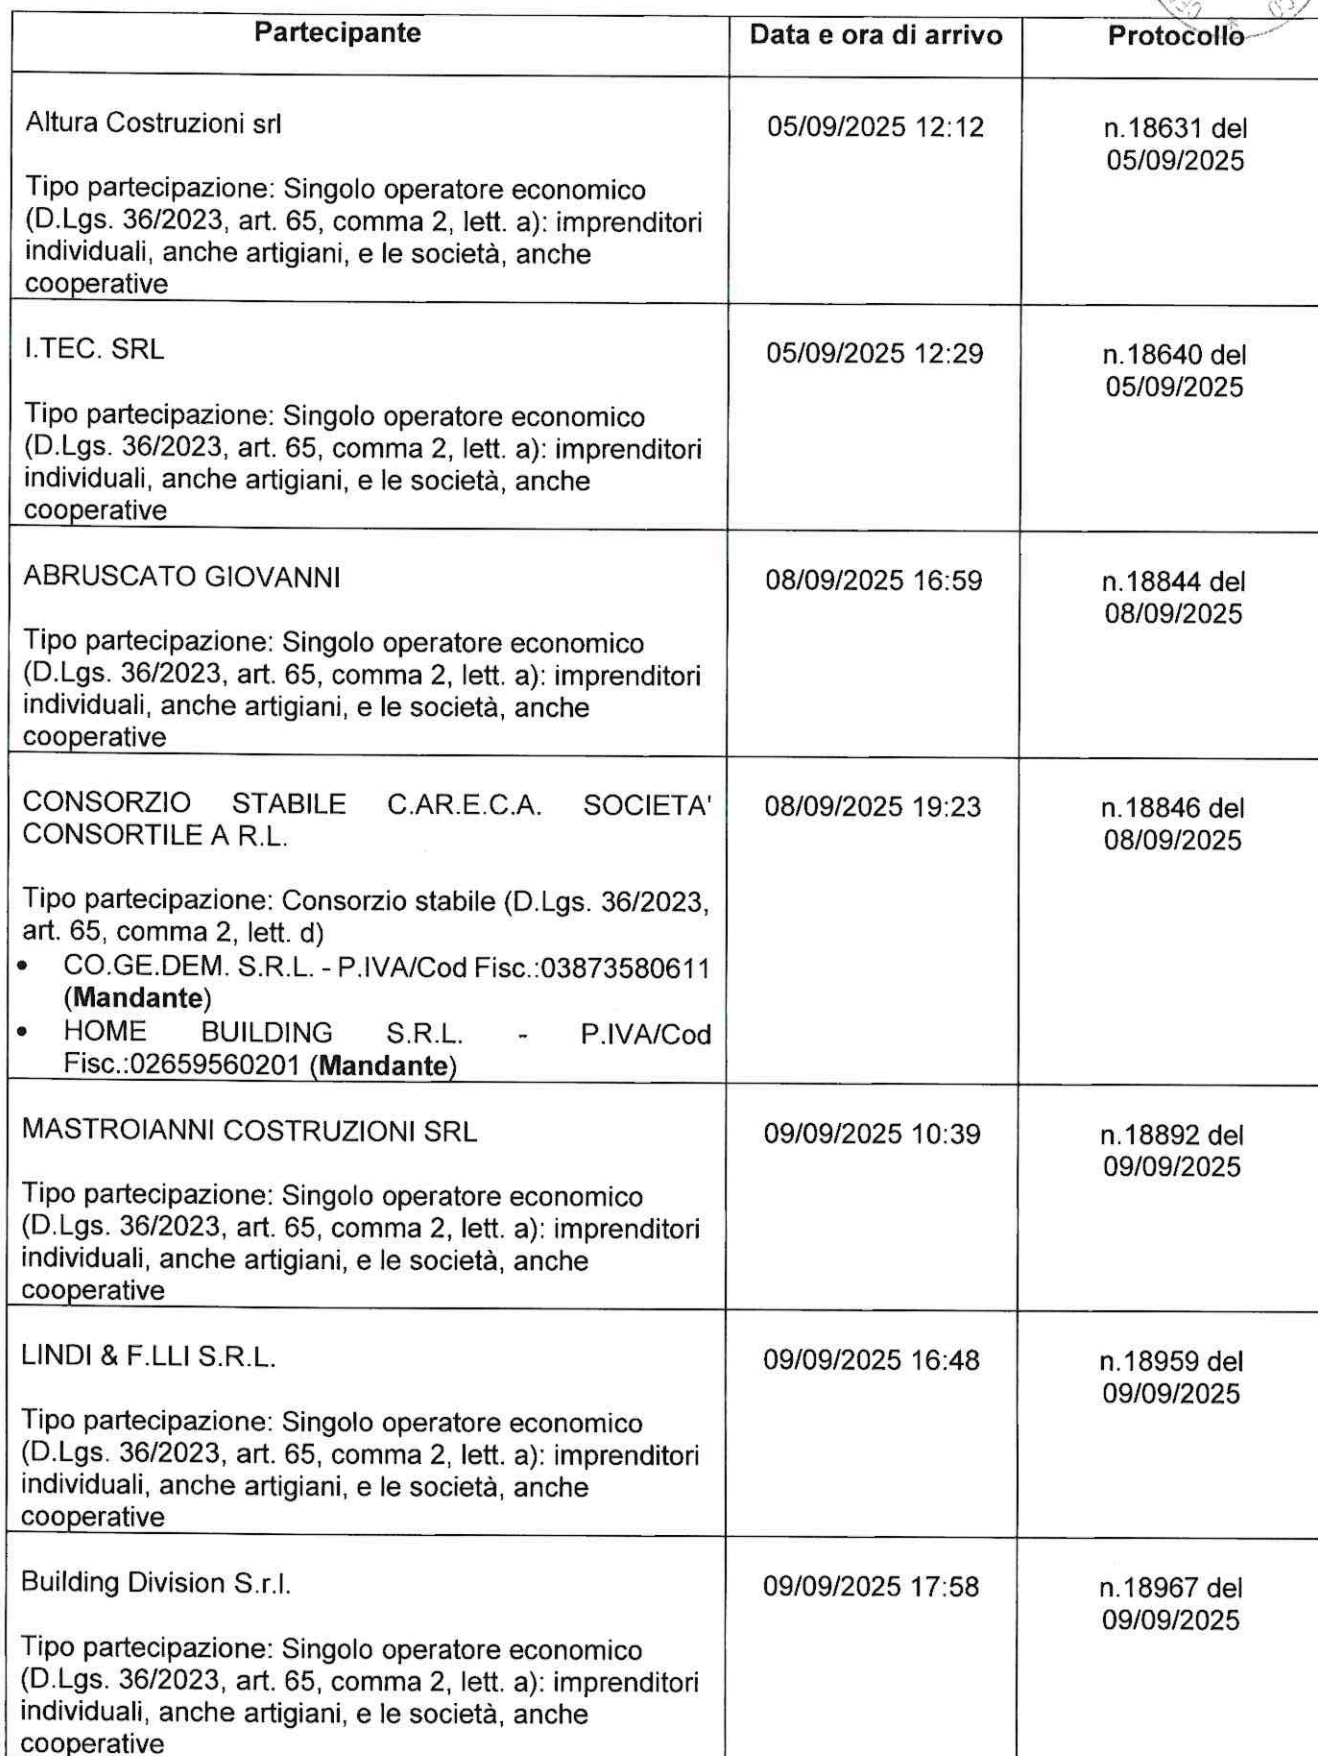 Partecipante Data e ora di arrivo Protocollo
Altura Costruzioni srl 05/09/2025 12:12 n.18631 del
05/09/2025
Tipo partecipazione: Singolo operatore economico
(D.Lgs. 36/2023, art. 65, comma 2, lett. a): imprenditori
individuali, anche artigiani, e le società, anche
cooperative
I.TEC. SRL 05/09/2025 12:29 n.18640 del
05/09/2025
Tipo partecipazione: Singolo operatore economico
(D.Lgs. 36/2023, art. 65, comma 2, lett. a): imprenditori
individuali, anche artigiani, e le società, anche
cooperative
ABRUSCATO GIOVANNI 08/09/2025 16:59 n.18844 del
08/09/2025
Tipo partecipazione: Singolo operatore economico
(D.Lgs. 36/2023, art. 65, comma 2, lett. a): imprenditori
individuali, anche artigiani, e le società, anche
cooperative
CONSORZIO STABILE C.AR.E.C.A. SOCIETA' 08/09/2025 19:23 n.18846 del
CONSORTILE A R.L. 08/09/2025
Tipo partecipazione: Consorzio stabile (D.Lgs. 36/2023,
art. 65, comma 2, lett. d)
• CO.GE.DEM. S.R.L. - P.IVA/Cod Fisc.:03873580611
(Mandante)
• HOME BUILDING S.R.L. - P.IVA/Cod
Fisc.:02659560201 (Mandante)
MASTROIANNI COSTRUZIONI SRL 09/09/2025 10:39 n.18892 del
09/09/2025
Tipo partecipazione: Singolo operatore economico
(D.Lgs. 36/2023, art. 65, comma 2, lett. a): imprenditori
individuali, anche artigiani, e le società, anche
cooperative
LINDI & F.LLI S.R.L. 09/09/2025 16:48 n.18959 del
09/09/2025
Tipo partecipazione: Singolo operatore economico
(D.Lgs. 36/2023, art. 65, comma 2, lett. a): imprenditori
individuali, anche artigiani, e le società, anche
cooperative
Building Division S.r.l. 09/09/2025 17:58 n.18967 del
09/09/2025
Tipo partecipazione: Singolo operatore economico
(D.Lgs. 36/2023, art. 65, comma 2, lett. a): imprenditori
individuali, anche artigiani, e le società, anche
cooperative